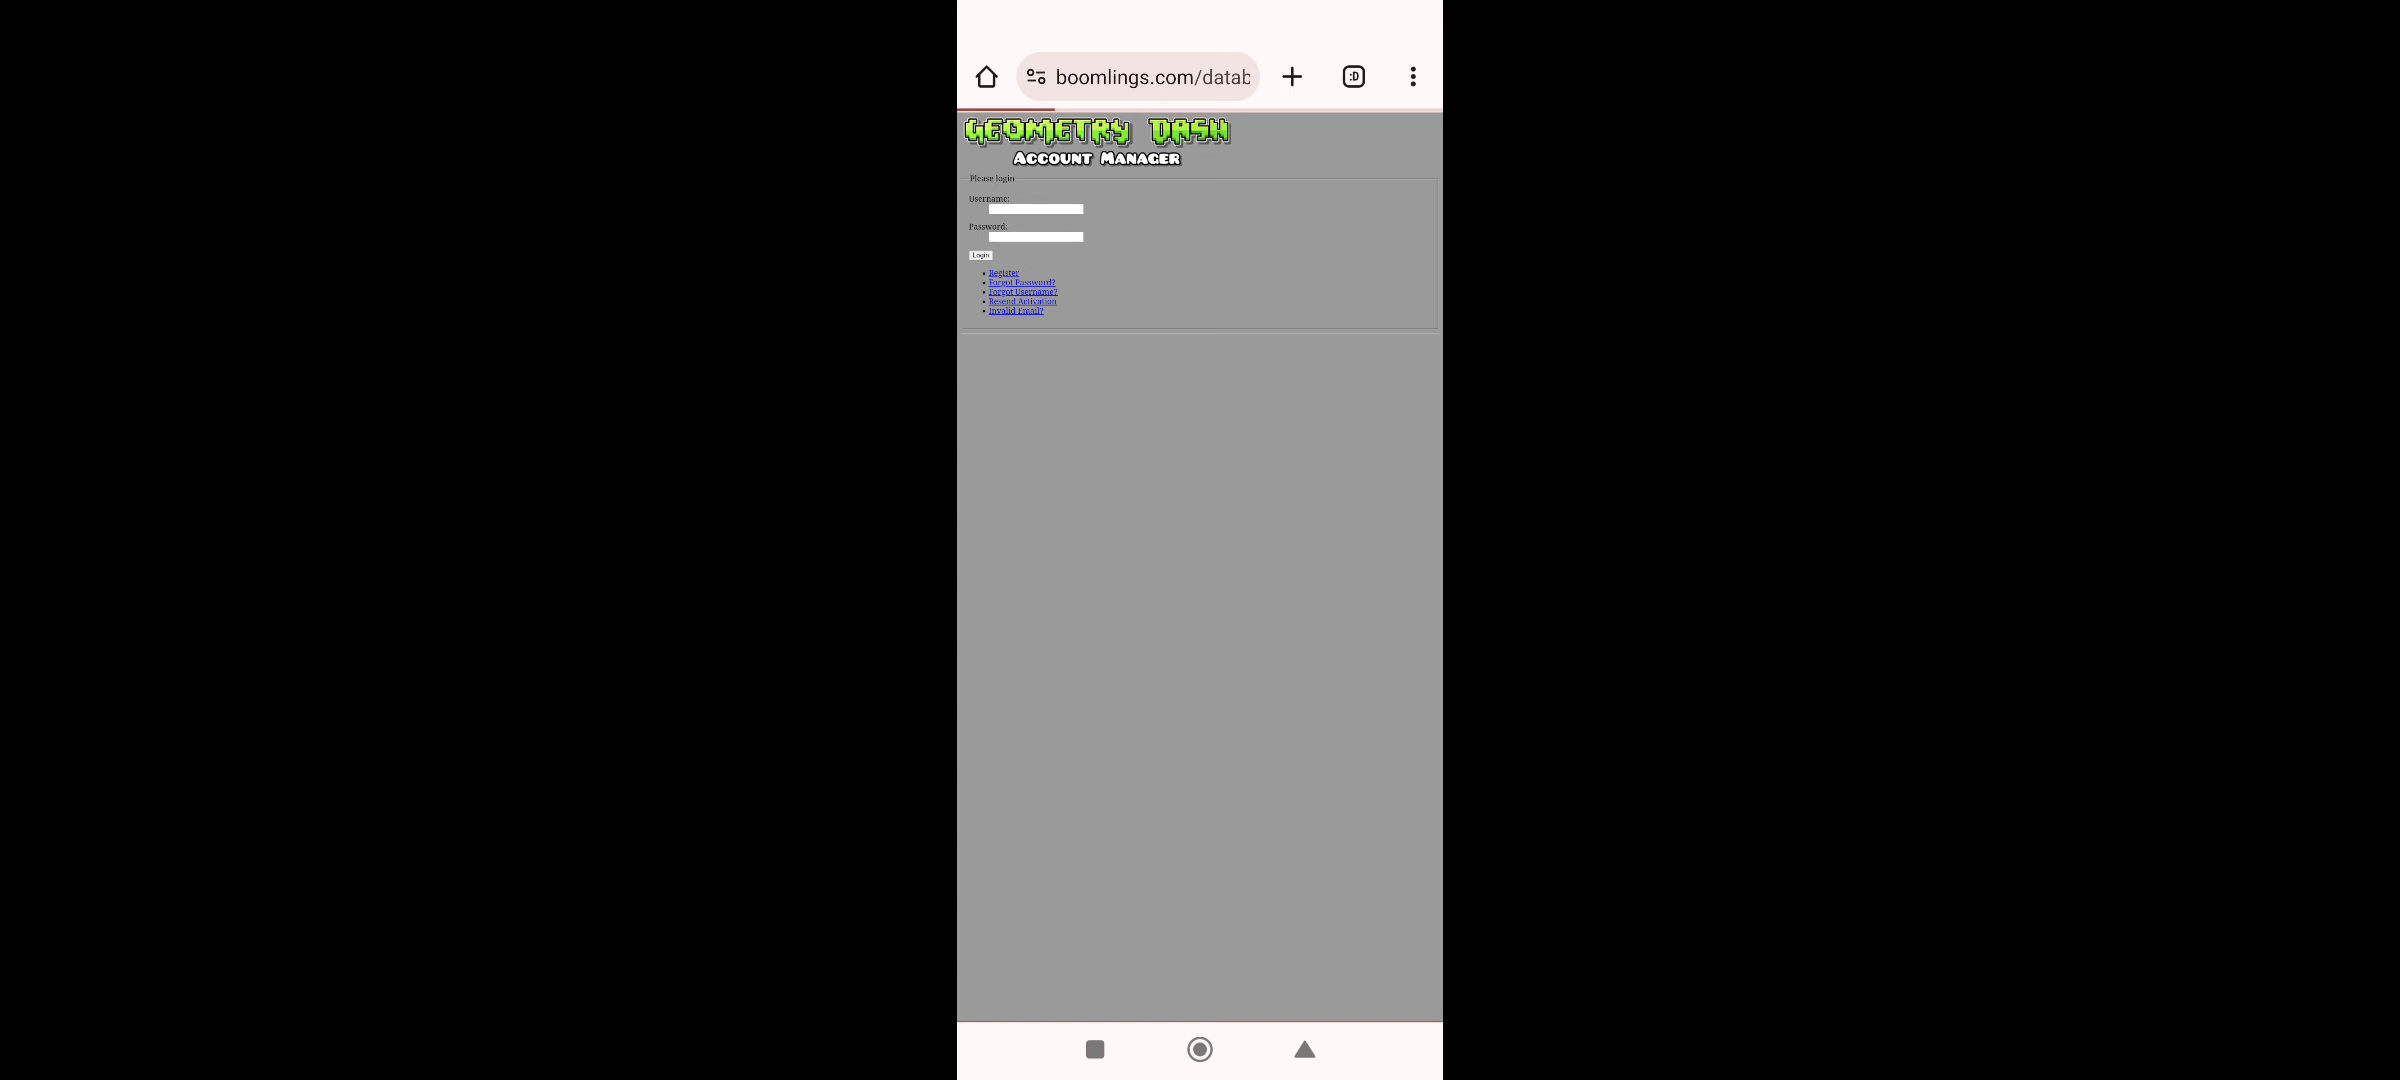 boomlings.com/datab
:D
GEOMETRY DASH
ACCOUNT MANAGER
Please login
Username:
Password:
Login
Register
Forgot Password?
Forgot Username?
Resend Activation
Invalid Email?